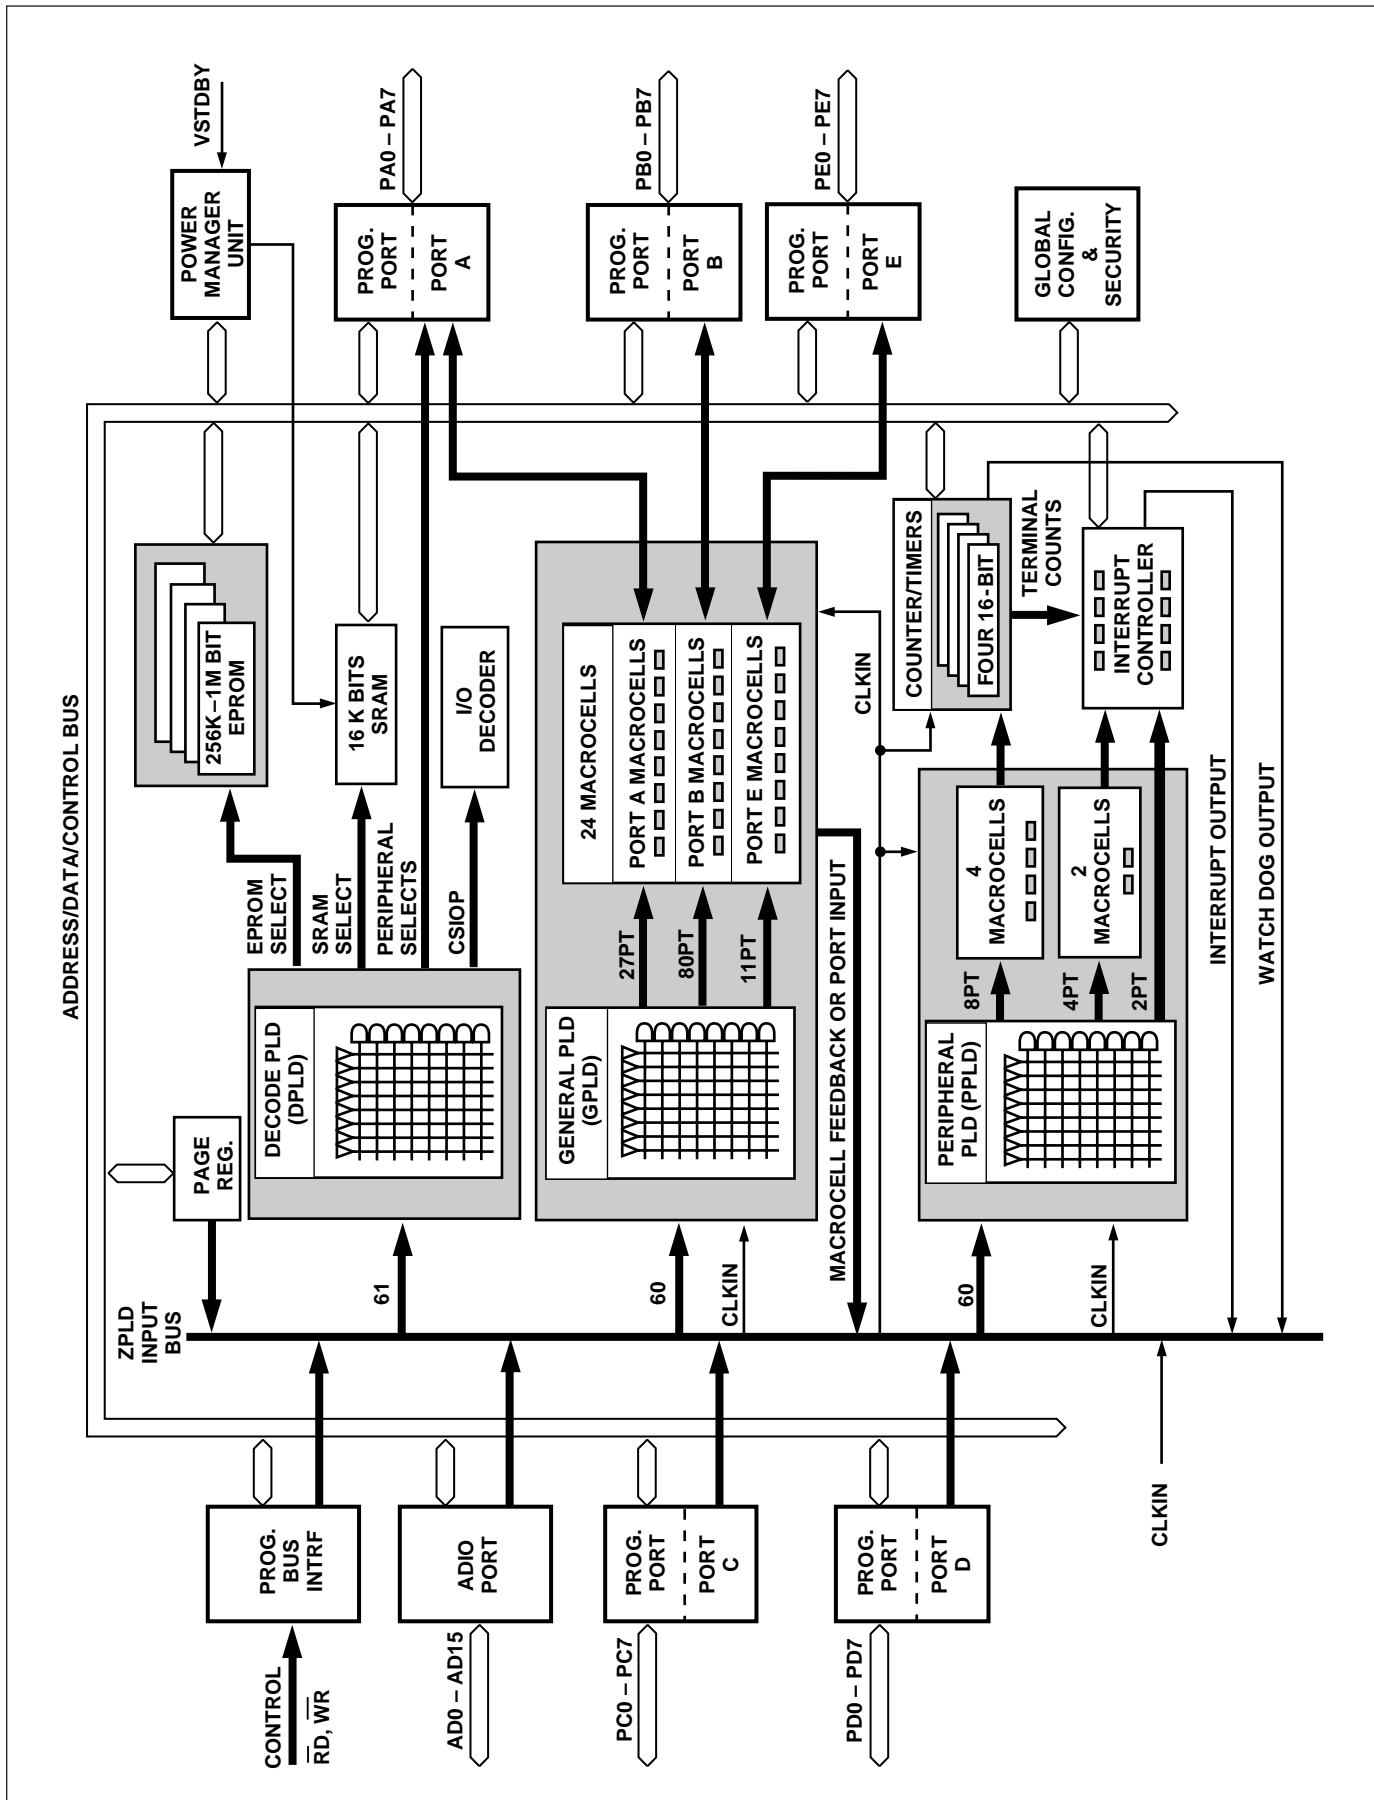 ADDRESS/DATA/CONTROL BUS
CONTROL
RD, WR
PROG.
BUS
INTRF
AD0 – AD15
ADIO
PORT
PC0 – PC7
PROG.
PORT
PORT
C
PD0 – PD7
PROG.
PORT
PORT
D
CLKIN
ZPLD
INPUT
BUS
PAGE
REG.
61
DECODE PLD
(DPLD)
EPROM
SELECT
SRAM
SELECT
PERIPHERAL
SELECTS
CSIOP
256K–1M BIT
EPROM
16 K BITS
SRAM
I/O
DECODER
60
CLKIN
GENERAL PLD
(GPLD)
27PT
80PT
11PT
24 MACROCELLS
PORT A MACROCELLS
PORT B MACROCELLS
PORT E MACROCELLS
MACROCELL FEEDBACK OR PORT INPUT
CLKIN
60
CLKIN
PERIPHERAL
PLD (PPLD)
8PT
4PT
2PT
4
MACROCELLS
2
MACROCELLS
COUNTER/TIMERS
FOUR 16-BIT
TERMINAL
COUNTS
INTERRUPT
CONTROLLER
INTERRUPT OUTPUT
WATCH DOG OUTPUT
POWER
MANAGER
UNIT
VSTDBY
PROG.
PORT
PORT
A
PA0 – PA7
PROG.
PORT
PORT
B
PB0 – PB7
PROG.
PORT
PORT
E
PE0 – PE7
GLOBAL
CONFIG.
&
SECURITY